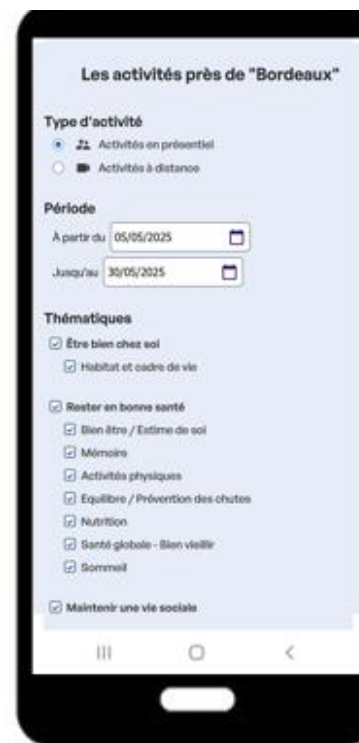 Les activités près de "Bordeaux"
Type d'activité
Activités en présentiel
Activités à distance
Période
À partir du 05/05/2025
Jusqu'au 30/05/2025
Thématiques
Être bien chez soi
Habitat et cadre de vie
Rester en bonne santé
Bien être / Estime de soi
Mémoire
Activités physiques
Equilibre / Prévention des chutes
Nutrition
Santé globale - Bien vieillir
Sommeil
Maintenir une vie sociale